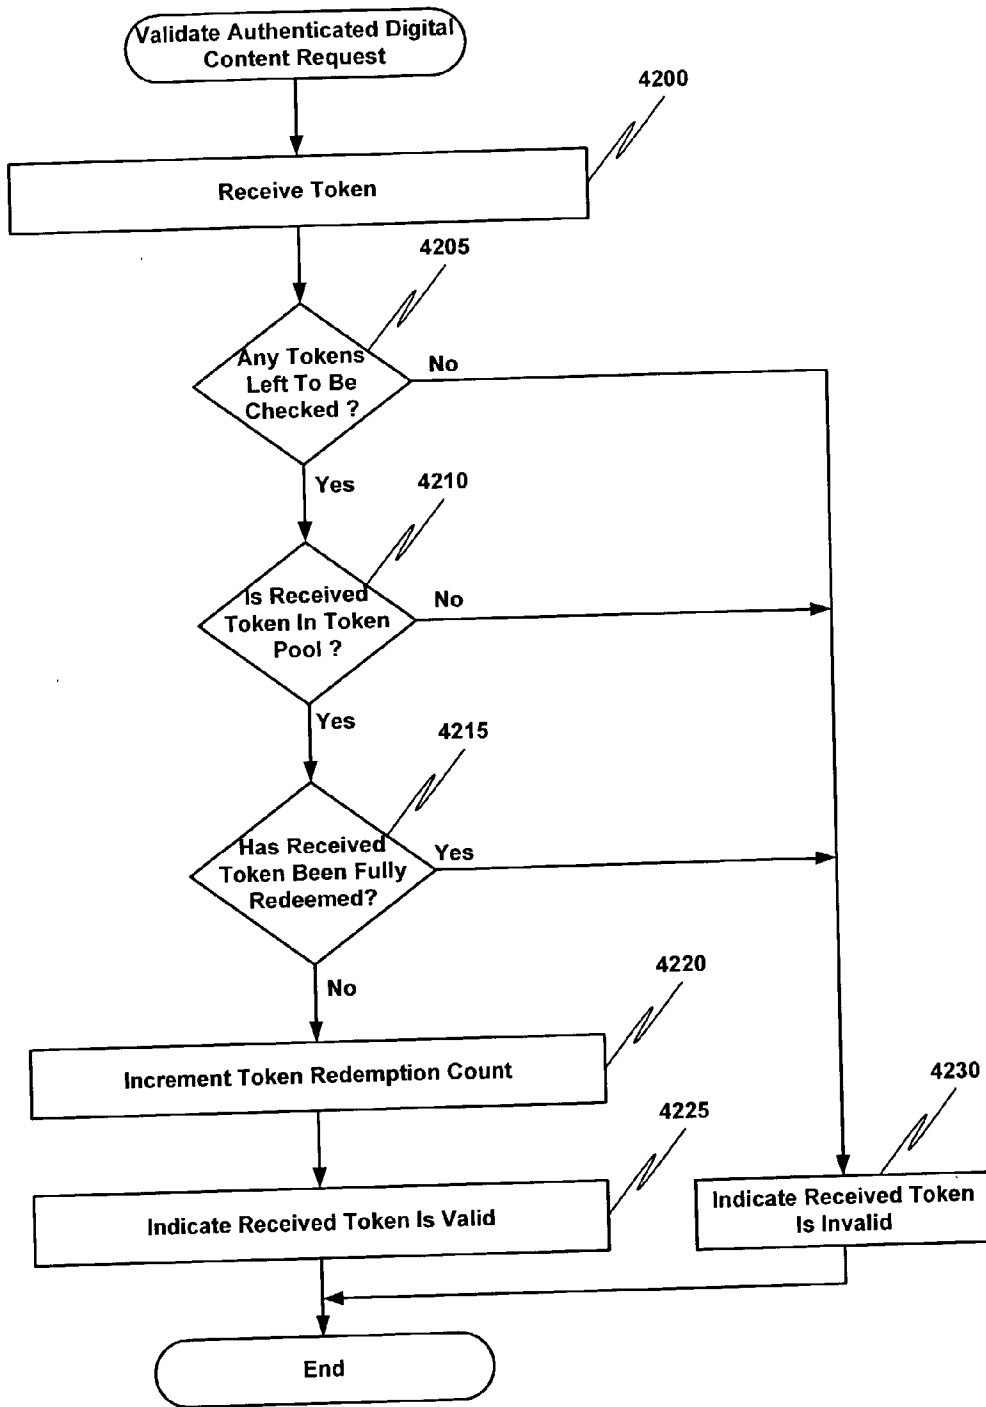 Validate Authenticated Digital
Content Request
4200
Receive Token
4205
Any Tokens
Left To Be
Checked ?
No
Yes
4210
Is Received
Token In Token
Pool ?
No
Yes
4215
Has Received
Token Been Fully
Redeemed?
Yes
No
4220
Increment Token Redemption Count
4230
4225
Indicate Received Token Is Valid
Indicate Received Token
Is Invalid
End